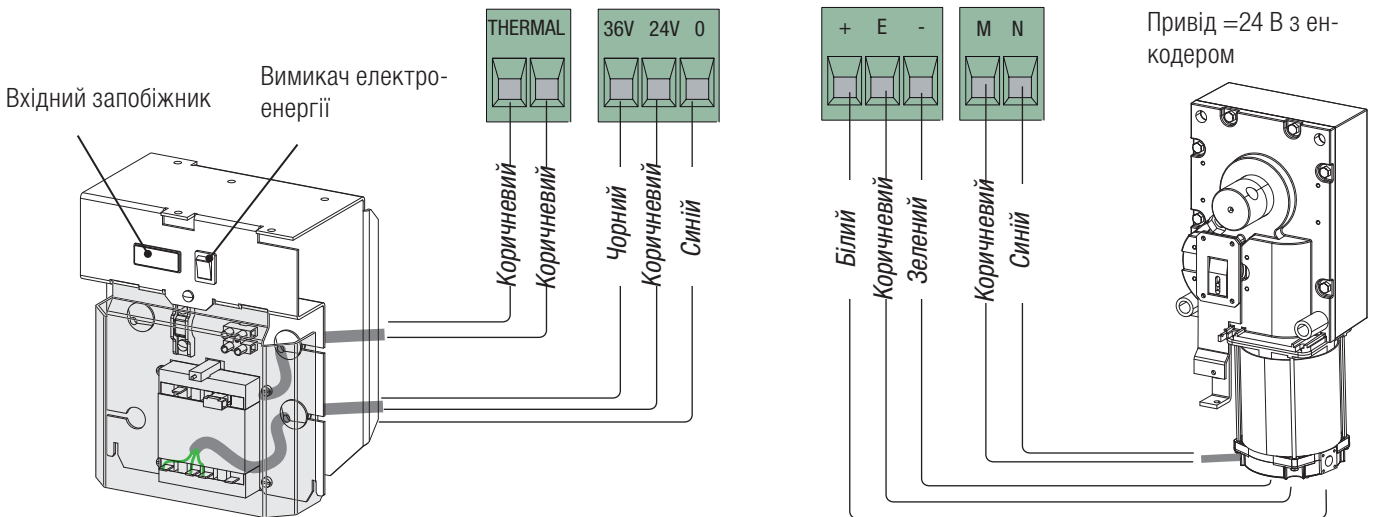 THERMAL
36V 24V 0
+ E -
M N
Привід =24 В з ен-
кодером
Вимикач електро-
енергії
Вхідний запобіжник
Коричневий
Коричневий
Чорний
Коричневий
Синій
Білий
Коричневий
Зелений
Коричневий
Синій